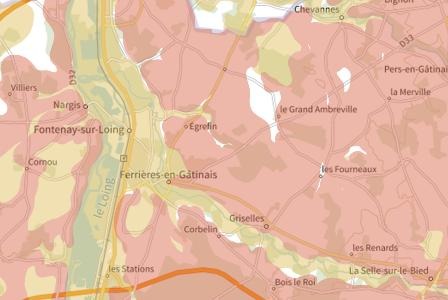 Chevannes
Bignon
D33
Pers-en-Gâtinai
D32
Villiers
la Merville
Nargis
le Grand Ambreville
Fontenay-sur-Loing
Égrefin
Cornou
les Fourneaux
Ferrières-en-Gâtinais
le Loing
Griselles
Corbelin
les Renards
les Stations
La Selle-sur-le-Bied
Bois le Roi